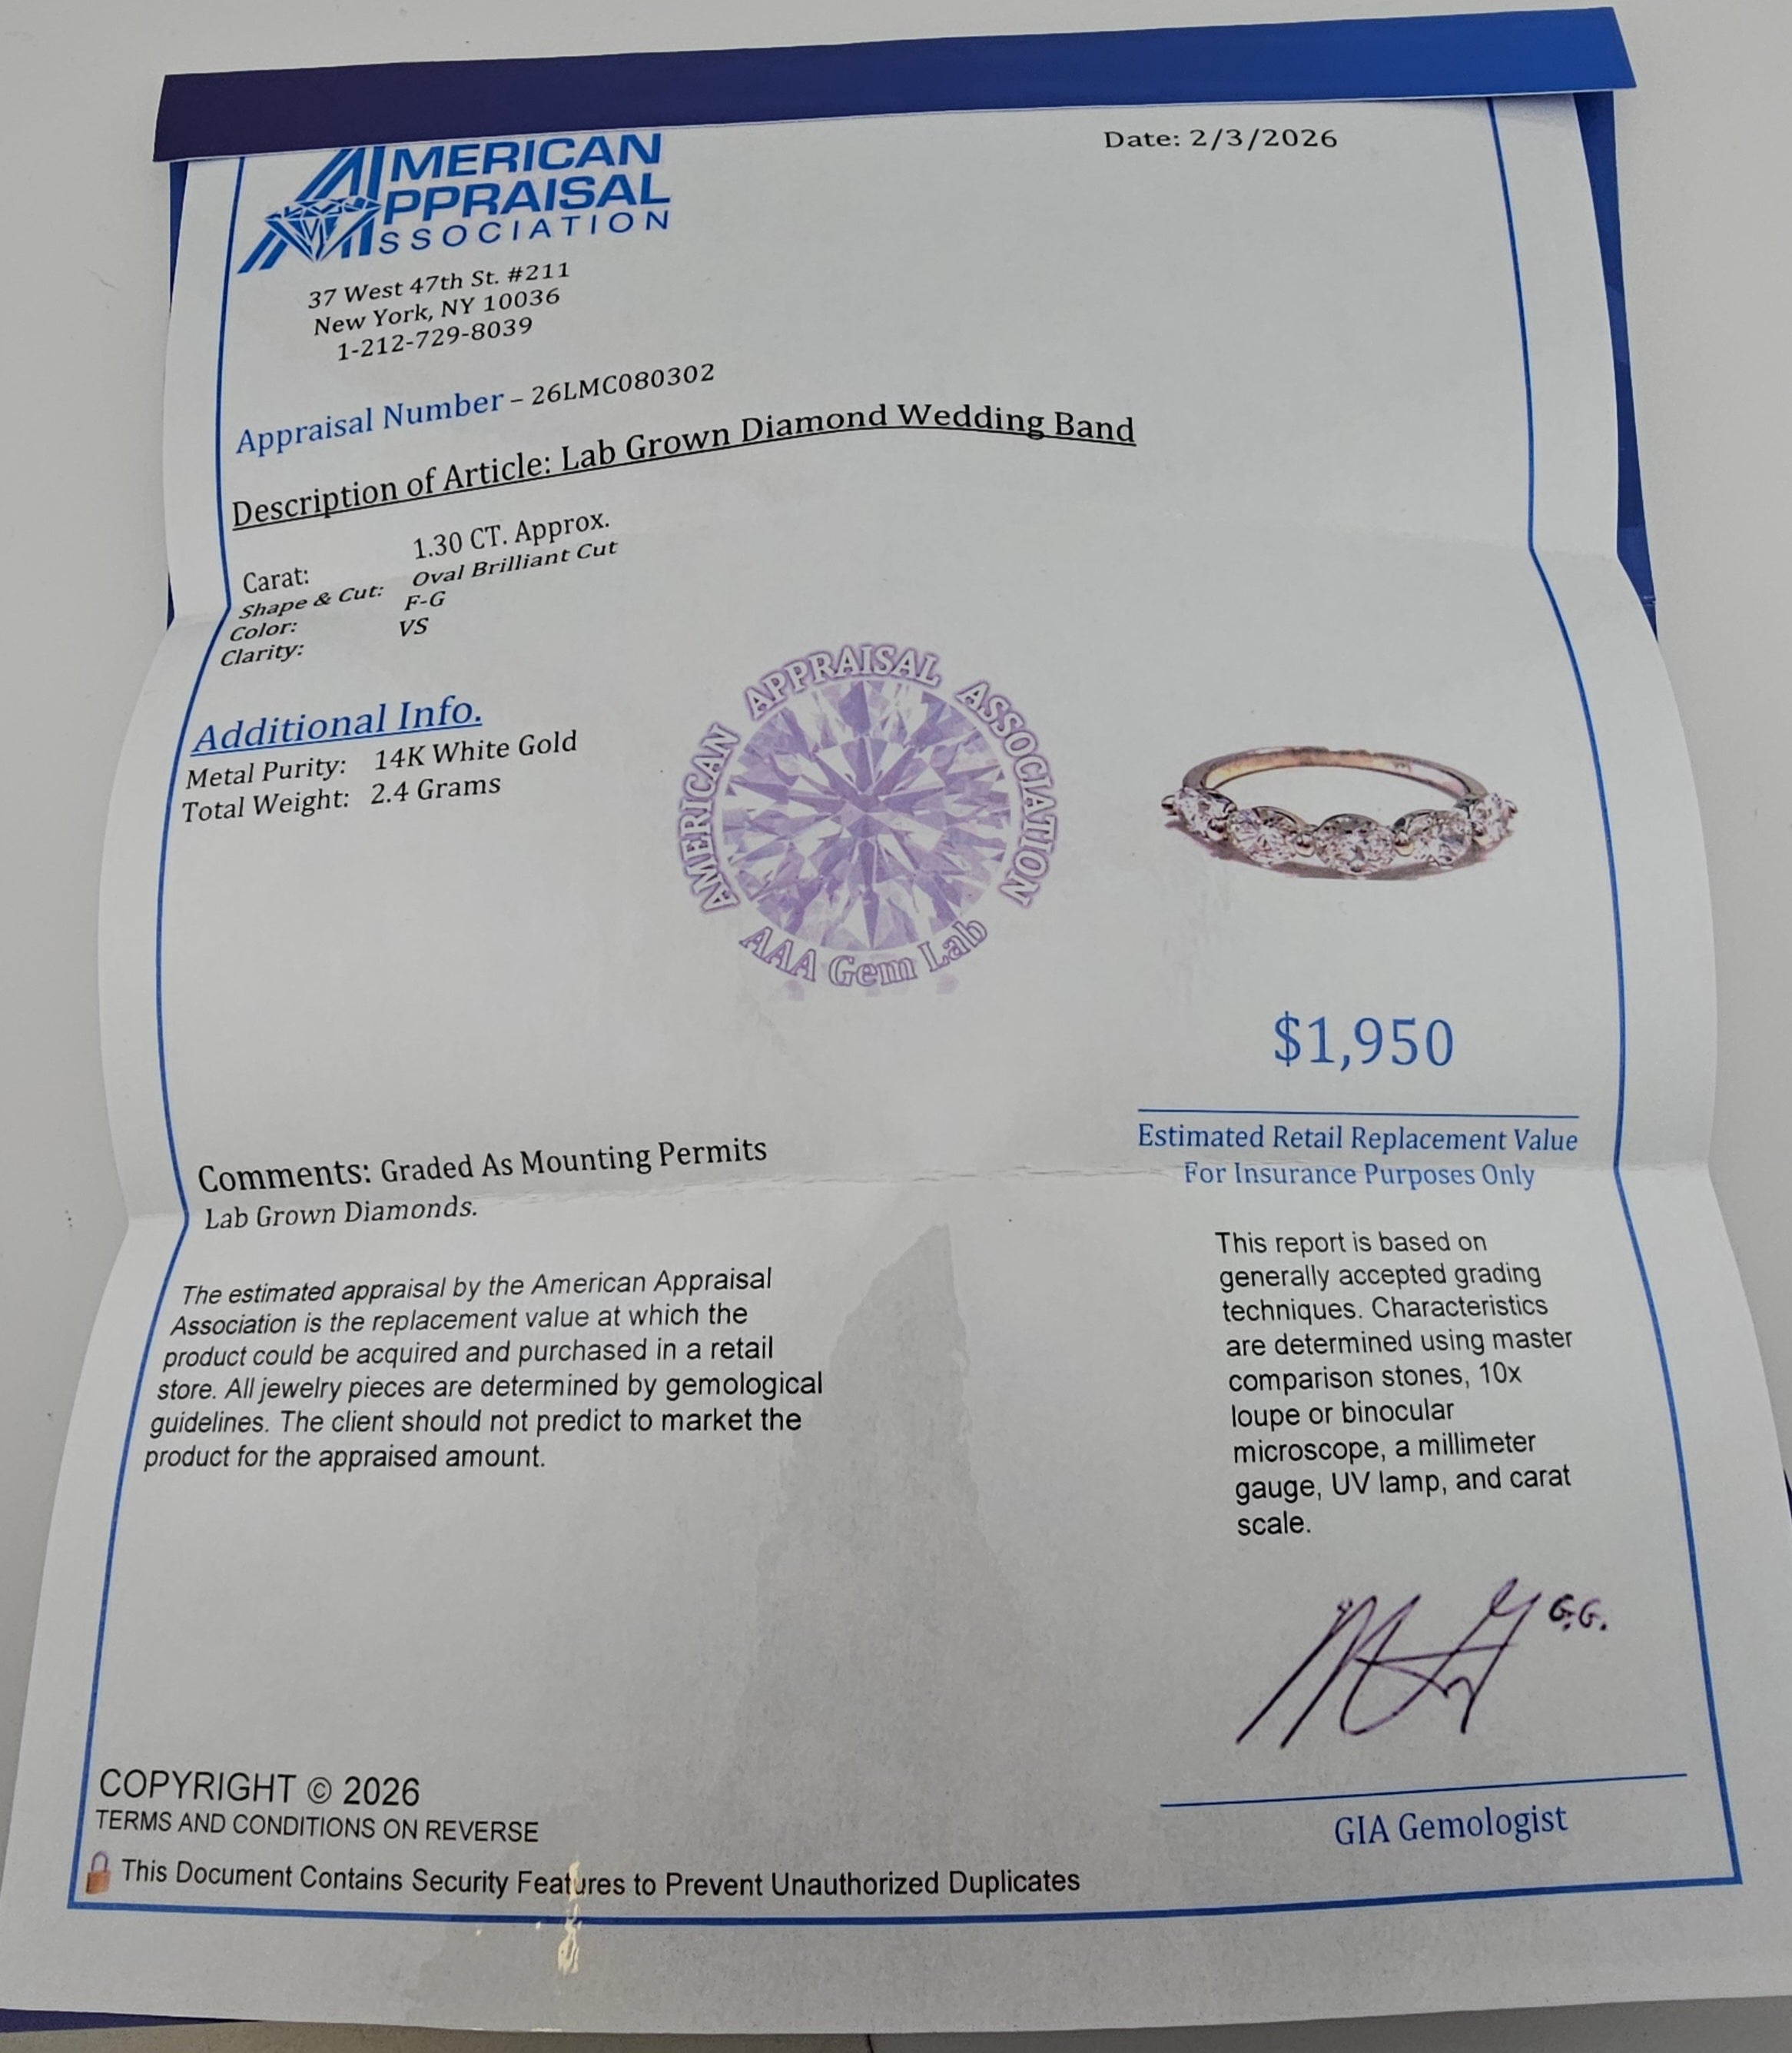 AMERICAN
APPRAISAL
ASSOCIATION
Date: 2/3/2026
37 West 47th St. #211
New York, NY 10036
1-212-729-8039
Appraisal Number – 26LMC080302
Description of Article: Lab Grown Diamond Wedding Band
Carat: 1.30 CT. Approx.
Shape & Cut: Oval Brilliant Cut
Color: F-G
Clarity: VS
Additional Info.
Metal Purity: 14K White Gold
Total Weight: 2.4 Grams
AMERICAN APPRAISAL ASSOCIATION
AAA Gem Lab
$1,950
Estimated Retail Replacement Value
For Insurance Purposes Only
Comments: Graded As Mounting Permits
Lab Grown Diamonds.
The estimated appraisal by the American Appraisal
Association is the replacement value at which the
product could be acquired and purchased in a retail
store. All jewelry pieces are determined by gemological
guidelines. The client should not predict to market the
product for the appraised amount.
This report is based on
generally accepted grading
techniques. Characteristics
are determined using master
comparison stones, 10x
loupe or binocular
microscope, a millimeter
gauge, UV lamp, and carat
scale.
G.G.
GIA Gemologist
COPYRIGHT © 2026
TERMS AND CONDITIONS ON REVERSE
This Document Contains Security Features to Prevent Unauthorized Duplicates